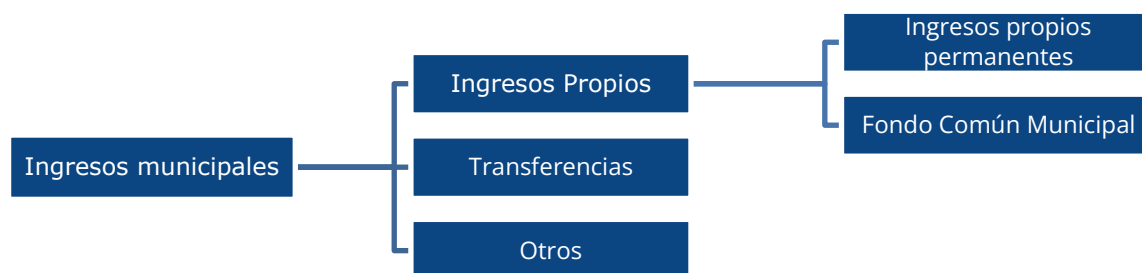 Ingresos municipales
Ingresos Propios
Transferencias
Otros
Ingresos propios
permanentes
Fondo Común Municipal